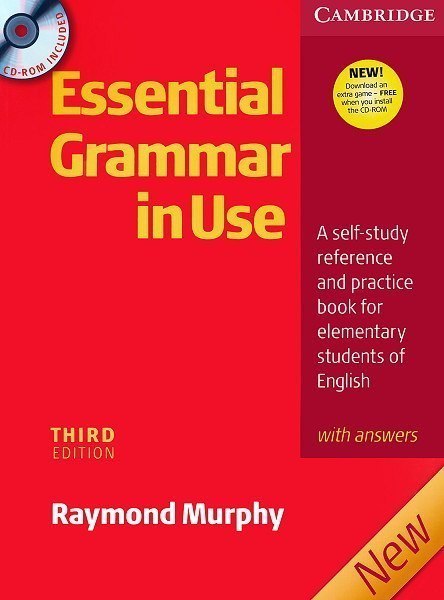 CD-ROM INCLUDED
CAMBRIDGE
NEW!
Download an
extra game – FREE
when you install
the CD-ROM
Essential
Grammar
in Use
A self-study
reference
and practice
book for
elementary
students of
English
with answers
THIRD
EDITION
Raymond Murphy
New